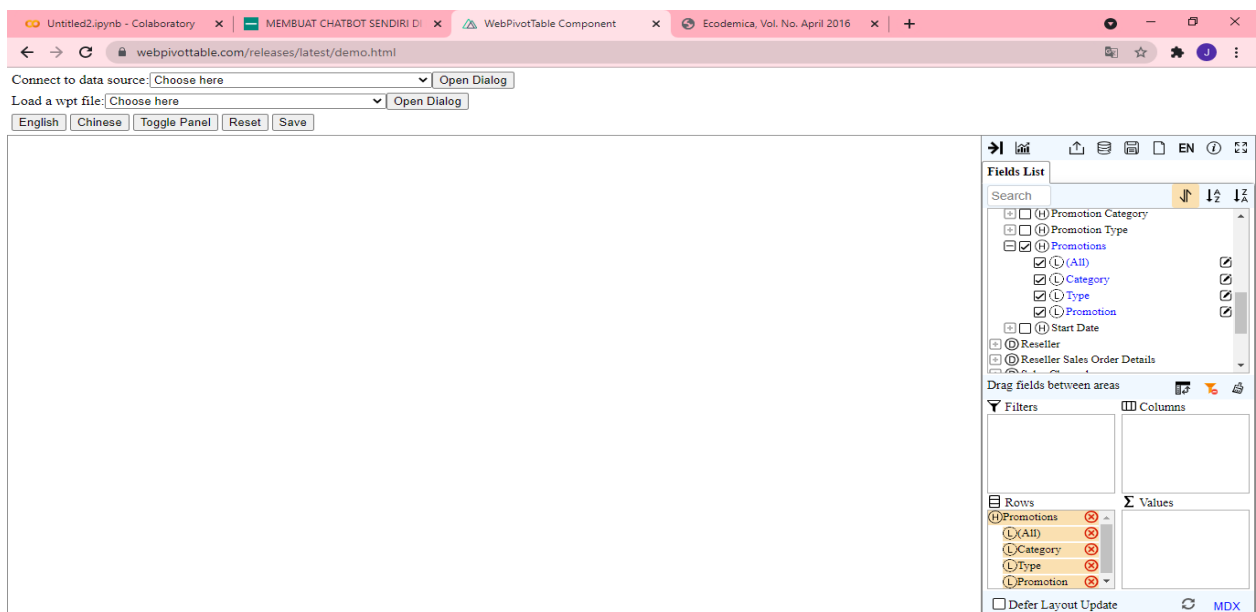 Untitled2.ipynb - Colaboratory
MEMBUAT CHATBOT SENDIRI DI
WebPivotTable Component
Ecodemica, Vol. No. April 2016
webpivottable.com/releases/latest/demo.html
J
Connect to data source: Choose here Open Dialog
Load a wpt file: Choose here Open Dialog
English Chinese Toggle Panel Reset Save
EN
Fields List
Search
H Promotion Category
H Promotion Type
H Promotions
L (All)
L Category
L Type
L Promotion
H Start Date
D Reseller
D Reseller Sales Order Details
Drag fields between areas
Filters
Columns
Rows
Σ Values
H Promotions
L (All)
L Category
L Type
L Promotion
Defer Layout Update MDX